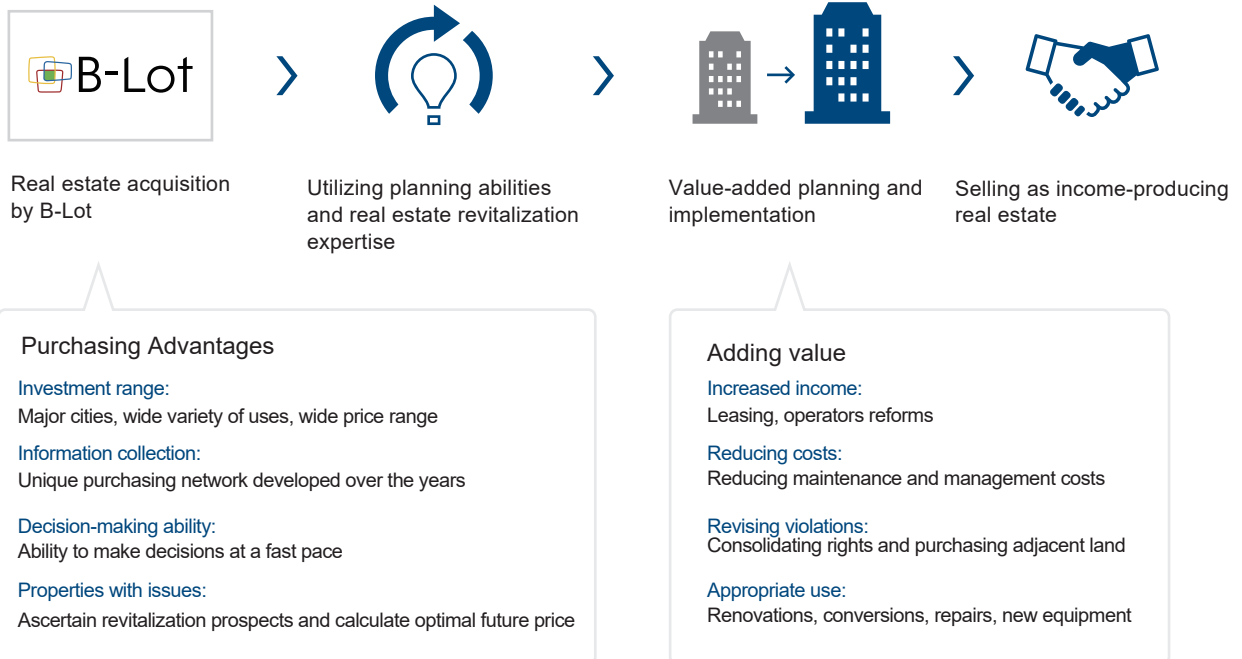 B-Lot
Real estate acquisition
by B-Lot
Utilizing planning abilities
and real estate revitalization
expertise
Value-added planning and
implementation
Selling as income-producing
real estate
Purchasing Advantages
Investment range:
Major cities, wide variety of uses, wide price range
Information collection:
Unique purchasing network developed over the years
Decision-making ability:
Ability to make decisions at a fast pace
Properties with issues:
Ascertain revitalization prospects and calculate optimal future price
Adding value
Increased income:
Leasing, operators reforms
Reducing costs:
Reducing maintenance and management costs
Revising violations:
Consolidating rights and purchasing adjacent land
Appropriate use:
Renovations, conversions, repairs, new equipment